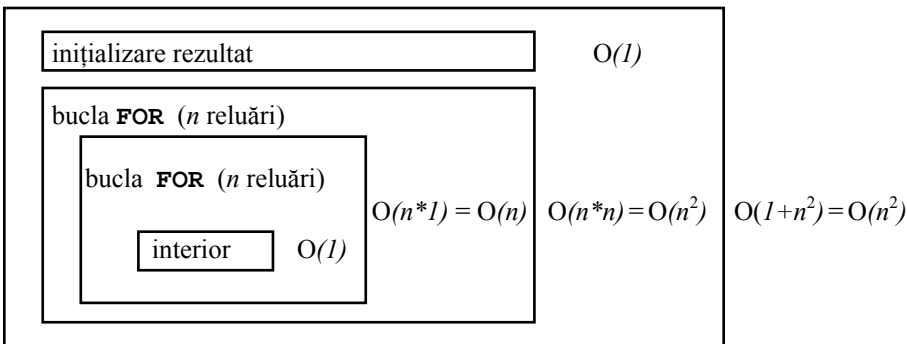 inițializare rezultat O(1)
bucla FOR (n reluări)
bucla FOR (n reluări)
O(n*1) = O(n) O(n*n)=O(n²) O(1+n²)=O(n²)
interior O(1)